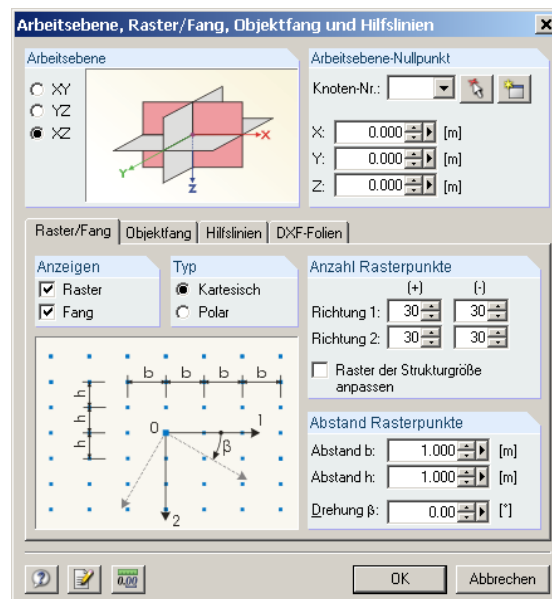 Arbeitsebene, Raster/Fang, Objektfang und Hilfslinien
Arbeitsebene
XY
YZ
XZ
X
Y
Z
Arbeitsebene-Nullpunkt
Knoten-Nr.:
X: 0.000 [m]
Y: 0.000 [m]
Z: 0.000 [m]
Raster/Fang Objektfang Hilfslinien DXF-Folien
Anzeigen
Raster
Fang
Typ
Kartesisch
Polar
b b b b
h
h
h
0
1
β
2
Anzahl Rasterpunkte
(+) (-)
Richtung 1: 30 30
Richtung 2: 30 30
Raster der Strukturgröße
anpassen
Abstand Rasterpunkte
Abstand b: 1.000 [m]
Abstand h: 1.000 [m]
Drehung β: 0.00 [°]
0.00
OK Abbrechen